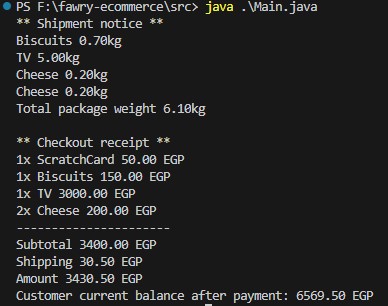 PS F:\fawry-ecommerce\src> java .\Main.java
** Shipment notice **
Biscuits 0.70kg
TV 5.00kg
Cheese 0.20kg
Cheese 0.20kg
Total package weight 6.10kg
** Checkout receipt **
1x ScratchCard 50.00 EGP
1x Biscuits 150.00 EGP
1x TV 3000.00 EGP
2x Cheese 200.00 EGP
----------------------
Subtotal 3400.00 EGP
Shipping 30.50 EGP
Amount 3430.50 EGP
Customer current balance after payment: 6569.50 EGP